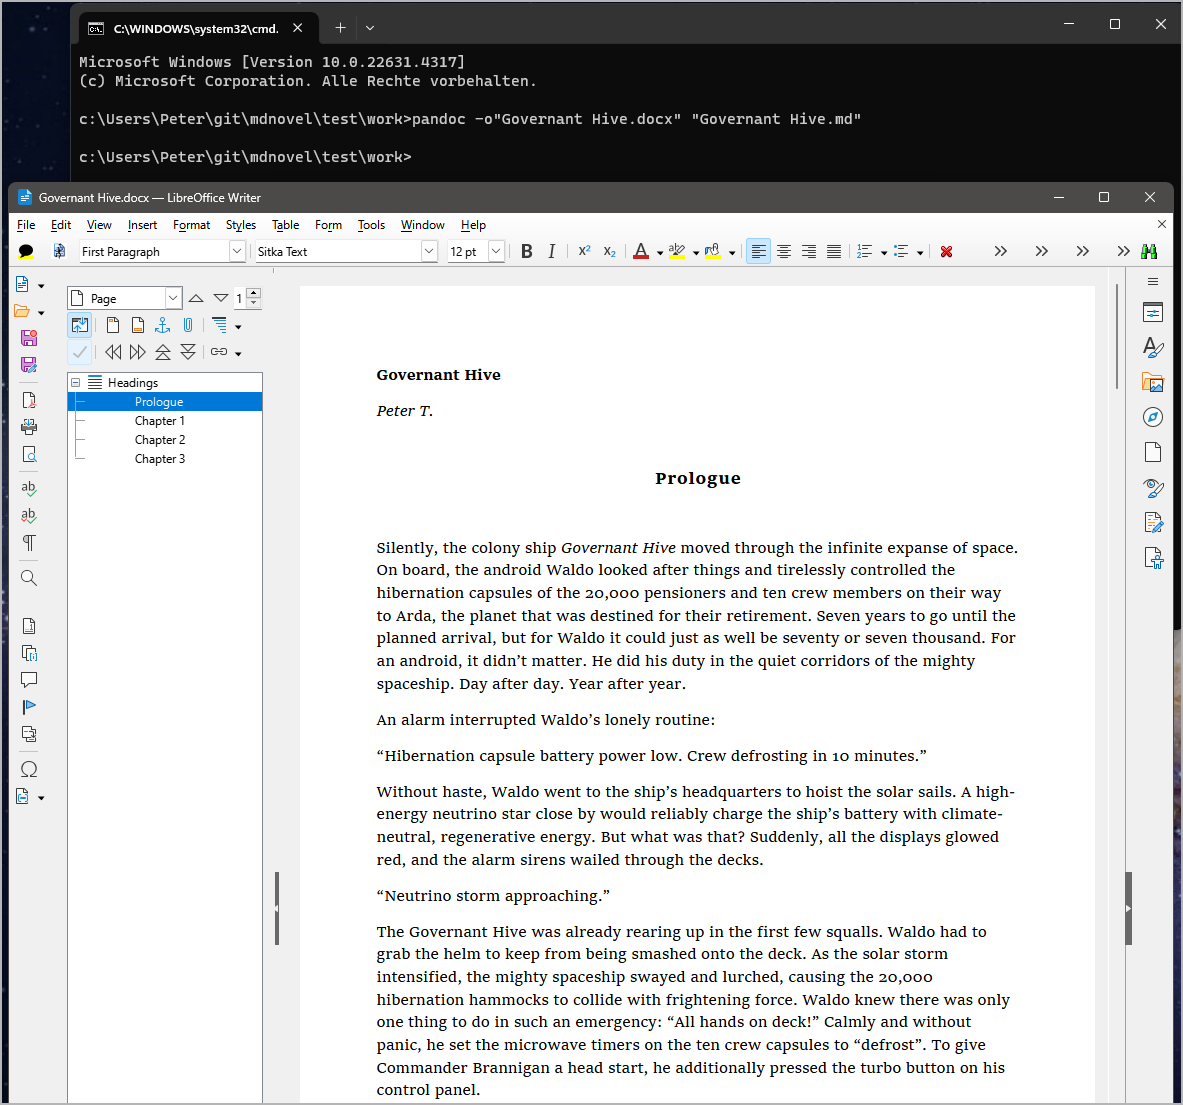 C:\WINDOWS\system32\cmd.
Microsoft Windows [Version 10.0.22631.4317]
(c) Microsoft Corporation. Alle Rechte vorbehalten.
c:\Users\Peter\git\mdnovel\test\work>pandoc -o"Governant Hive.docx" "Governant Hive.md"
c:\Users\Peter\git\mdnovel\test\work>
Governant Hive.docx — LibreOffice Writer
File Edit View Insert Format Styles Table Form Tools Window Help
First Paragraph Sitka Text 12 pt
Page 1
Headings
Prologue
Chapter 1
Chapter 2
Chapter 3
Governant Hive
Peter T.
Prologue
Silently, the colony ship Governant Hive moved through the infinite expanse of space.
On board, the android Waldo looked after things and tirelessly controlled the
hibernation capsules of the 20,000 pensioners and ten crew members on their way
to Arda, the planet that was destined for their retirement. Seven years to go until the
planned arrival, but for Waldo it could just as well be seventy or seven thousand. For
an android, it didn’t matter. He did his duty in the quiet corridors of the mighty
spaceship. Day after day. Year after year.
An alarm interrupted Waldo’s lonely routine:
“Hibernation capsule battery power low. Crew defrosting in 10 minutes.”
Without haste, Waldo went to the ship’s headquarters to hoist the solar sails. A high-
energy neutrino star close by would reliably charge the ship’s battery with climate-
neutral, regenerative energy. But what was that? Suddenly, all the displays glowed
red, and the alarm sirens wailed through the decks.
“Neutrino storm approaching.”
The Governant Hive was already rearing up in the first few squalls. Waldo had to
grab the helm to keep from being smashed onto the deck. As the solar storm
intensified, the mighty spaceship swayed and lurched, causing the 20,000
hibernation hammocks to collide with frightening force. Waldo knew there was only
one thing to do in such an emergency: “All hands on deck!” Calmly and without
panic, he set the microwave timers on the ten crew capsules to “defrost”. To give
Commander Brannigan a head start, he additionally pressed the turbo button on his
control panel.